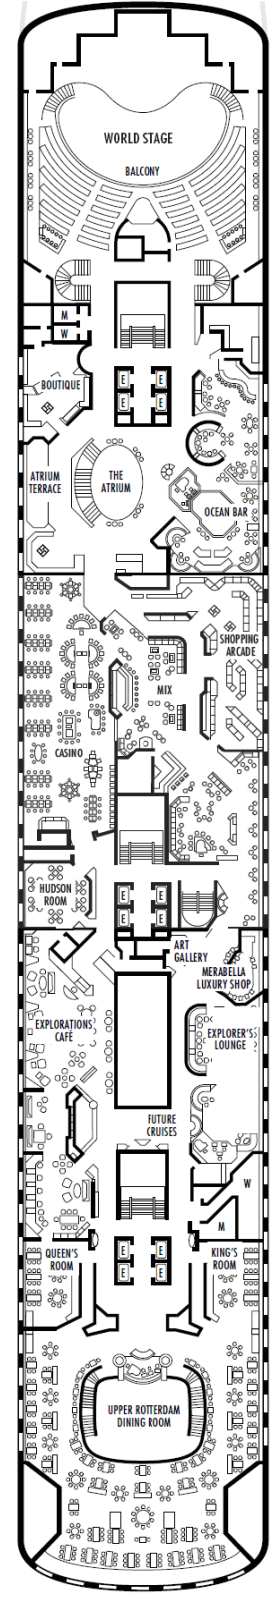 WORLD STAGE
BALCONY
M
W
E
E
E
E
BOUTIQUE
ATRIUM
TERRACE
THE
ATRIUM
OCEAN BAR
SHOPPING
ARCADE
MIX
CASINO
HUDSON
ROOM
E
E
E
E
ART
GALLERY
MERABELLA
LUXURY SHOP
EXPLORATIONS
CAFÉ
EXPLORER'S
LOUNGE
FUTURE
CRUISES
W
M
QUEEN'S
ROOM
E
E
E
E
KING'S
ROOM
UPPER ROTTERDAM
DINING ROOM